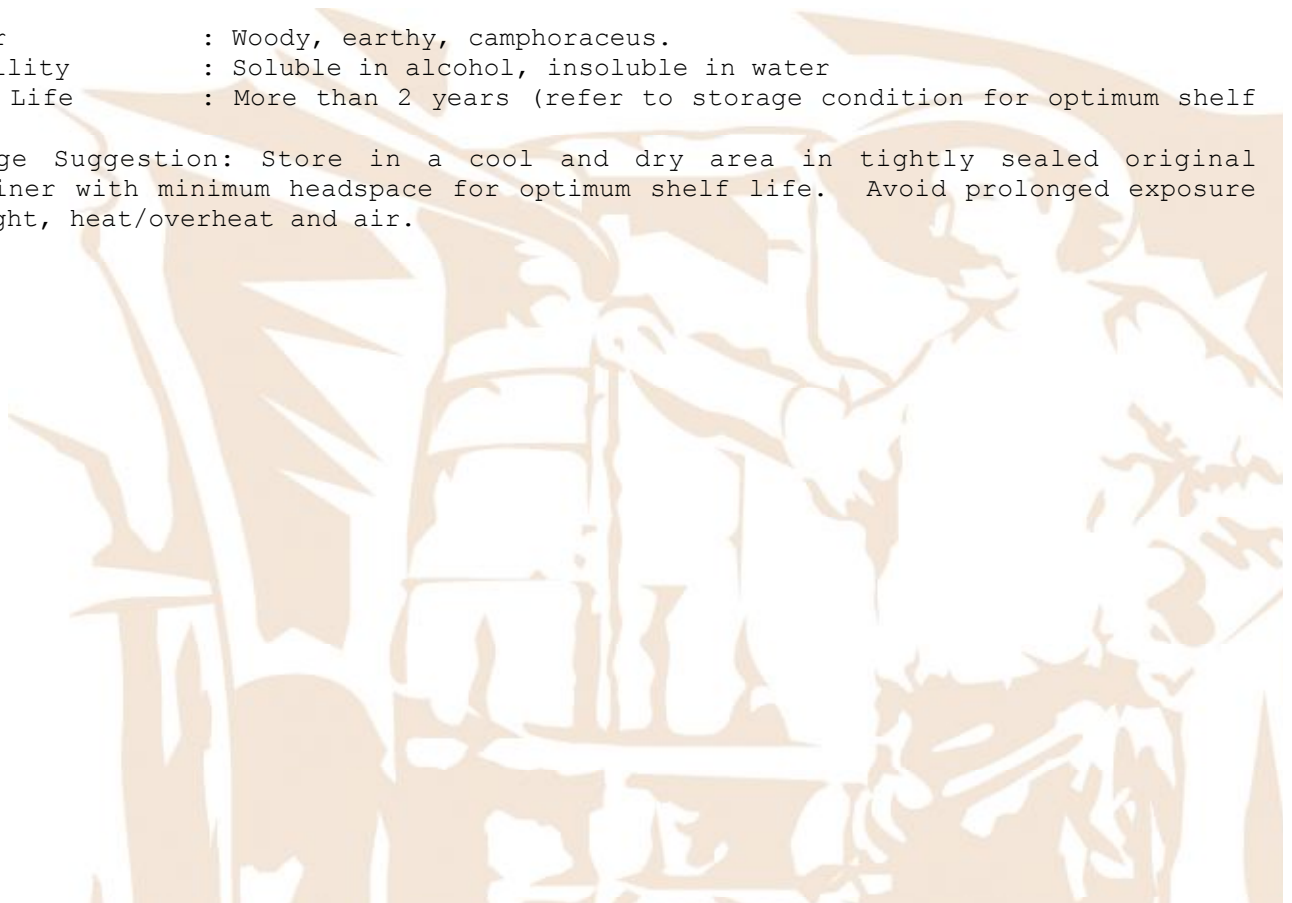 r : Woody, earthy, camphoraceus.
ility : Soluble in alcohol, insoluble in water
Life : More than 2 years (refer to storage condition for optimum shelf
ge Suggestion: Store in a cool and dry area in tightly sealed original
iner with minimum headspace for optimum shelf life. Avoid prolonged exposure
ght, heat/overheat and air.